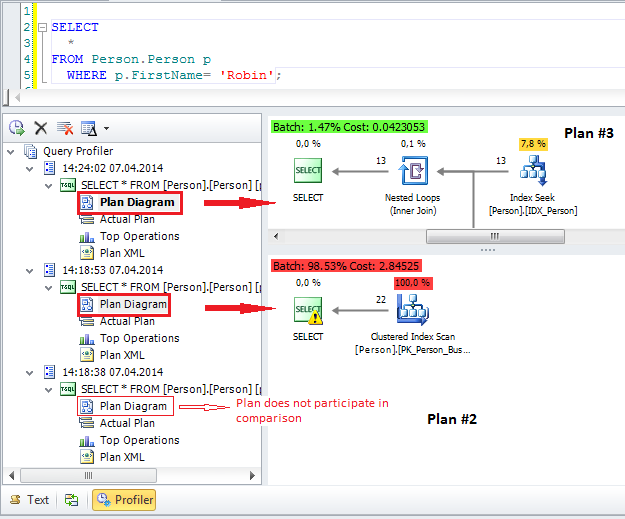 1
2 SELECT
3 *
4 FROM Person.Person p
5 WHERE p.FirstName= 'Robin';
Query Profiler
14:24:02 07.04.2014
T-SQL SELECT * FROM [Person].[Person] [p
Plan Diagram
Actual Plan
Top Operations
Plan XML
14:18:53 07.04.2014
T-SQL SELECT * FROM [Person].[Person] [p
Plan Diagram
Actual Plan
Top Operations
Plan XML
14:18:38 07.04.2014
T-SQL SELECT * FROM [Person].[Person] [p
Plan Diagram
Actual Plan
Top Operations
Plan XML
Batch: 1.47% Cost: 0.0423053
Plan #3
0,0 % 0,1 % 7,8 %
SELECT 13 13
SELECT Nested Loops Index Seek
(Inner Join) [Person].[IDX_Person]
Batch: 98.53% Cost: 2.84525
0,0 % 100,0 %
SELECT 22
SELECT Clustered Index Scan
[Person].[PK_Person_Bus...
Plan does not participate in
comparison
Plan #2
Text Profiler